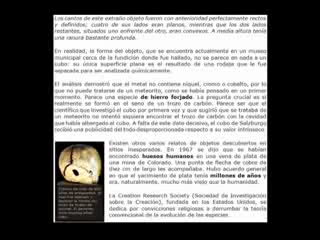 Los cantos de este extraño objeto fueron con anterioridad perfectamente rectos
y definidos; cuatro de sus lados eran planos, mientras que los dos lados
restantes, situados uno enfrente del otro, eran convexos. A media altura tenía
una ranura bastante profunda.
En realidad, la forma del objeto, que se encuentra actualmente en un museo
municipal cerca de la fundición donde fue hallado, no se parece en nada a un
cubo: su única superficie plana es el resultado de una rodaja que le fue
separada para ser analizada químicamente.
El análisis demostró que el metal no contiene níquel, cromo o cobalto, por lo
que no puede tratarse de un meteorito, como se había pensado en un primer
momento. Parece una especie de hierro forjado. La pregunta crucial es si
realmente se formó en el seno de un trozo de carbón. Parece ser que el
científico que investigó el cubo por primera vez y que sugirió que se trataba de
un meteorito no intentó siquiera encontrar el trozo de carbón con la cavidad
que había albergado el cubo. A falta de este dato decisivo, el cubo de Salzburgo
recibió una publicidad del todo desproporcionada respecto a su valor intrínseco.
Existen otros varios relatos de objetos descubiertos en
sitios inesperados. En 1967 se dijo que se habían
encontrado huesos humanos en una vena de plata de
una mina de Colorado. Una punta de flecha de cobre de
diez cm de largo les acompañaba. Hubo acuerdo general
en que el yacimiento de plata tenía millones de años y
era, naturalmente, mucho más viejo que la humanidad.
La Creation Research Society (Sociedad de Investigación
sobre la Creación), fundada en los Estados Unidos, se
dedica por convicciones religiosas a derrumbar la teoría
convencional de la evolución de las especies.